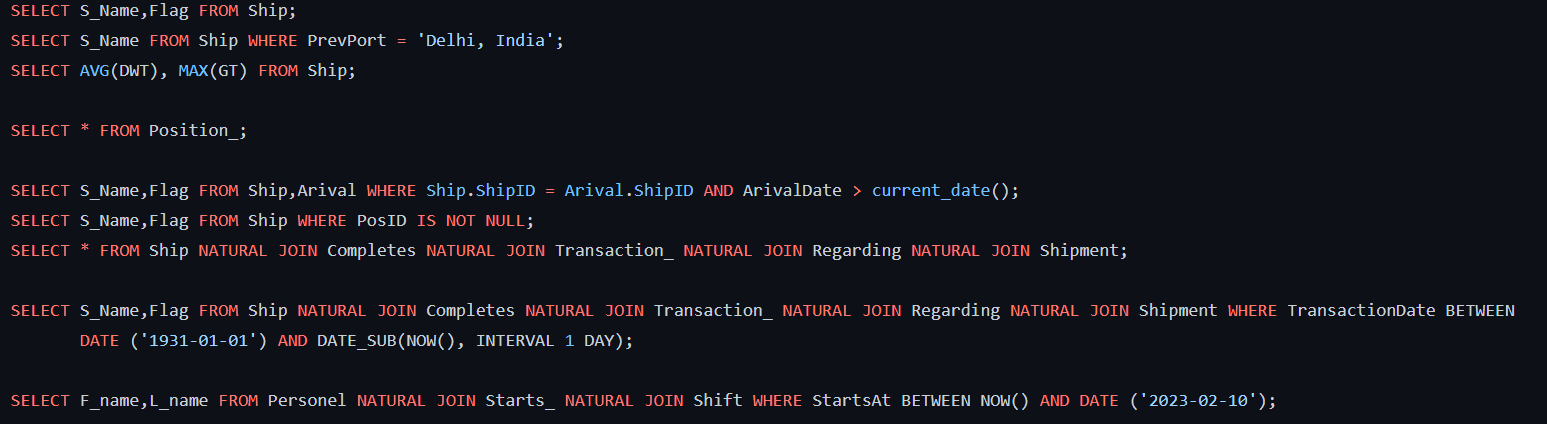 SELECT S_Name,Flag FROM Ship;
SELECT S_Name FROM Ship WHERE PrevPort = 'Delhi, India';
SELECT AVG(DWT), MAX(GT) FROM Ship;
SELECT * FROM Position_;
SELECT S_Name,Flag FROM Ship,Arival WHERE Ship.ShipID = Arival.ShipID AND ArivalDate > current_date();
SELECT S_Name,Flag FROM Ship WHERE PosID IS NOT NULL;
SELECT * FROM Ship NATURAL JOIN Completes NATURAL JOIN Transaction_ NATURAL JOIN Regarding NATURAL JOIN Shipment;
SELECT S_Name,Flag FROM Ship NATURAL JOIN Completes NATURAL JOIN Transaction_ NATURAL JOIN Regarding NATURAL JOIN Shipment WHERE TransactionDate BETWEEN
DATE ('1931-01-01') AND DATE_SUB(NOW(), INTERVAL 1 DAY);
SELECT F_name,L_name FROM Personel NATURAL JOIN Starts_ NATURAL JOIN Shift WHERE StartsAt BETWEEN NOW() AND DATE ('2023-02-10');